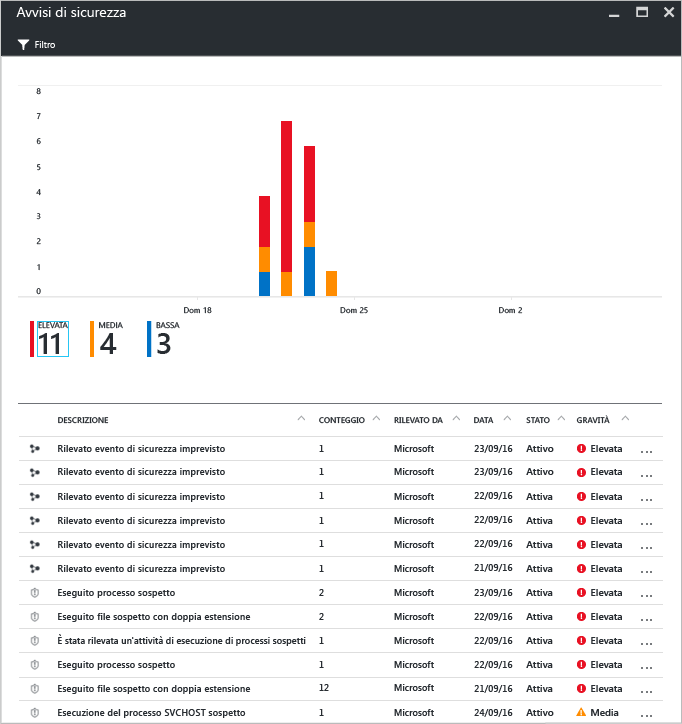 Avvisi di sicurezza
Filtro
8
7
6
5
4
3
2
1
0
Dom 18 Dom 25 Dom 2
ELEVATA MEDIA BASSA
11 4 3
DESCRIZIONE CONTEGGIO RILEVATO DA DATA STATO GRAVITÀ
Rilevato evento di sicurezza imprevisto 1 Microsoft 23/09/16 Attivo Elevata ...
Rilevato evento di sicurezza imprevisto 1 Microsoft 23/09/16 Attivo Elevata ...
Rilevato evento di sicurezza imprevisto 1 Microsoft 22/09/16 Attiva Elevata ...
Rilevato evento di sicurezza imprevisto 1 Microsoft 22/09/16 Attiva Elevata ...
Rilevato evento di sicurezza imprevisto 1 Microsoft 22/09/16 Attiva Elevata ...
Rilevato evento di sicurezza imprevisto 1 Microsoft 21/09/16 Attiva Elevata ...
Eseguito processo sospetto 2 Microsoft 23/09/16 Attiva Elevata ...
Eseguito file sospetto con doppia estensione 2 Microsoft 22/09/16 Attiva Elevata ...
È stata rilevata un'attività di esecuzione di processi sospetti 1 Microsoft 22/09/16 Attiva Elevata ...
Eseguito processo sospetto 1 Microsoft 22/09/16 Attiva Elevata ...
Eseguito file sospetto con doppia estensione 12 Microsoft 21/09/16 Attiva Elevata ...
Esecuzione del processo SVCHOST sospetto 1 Microsoft 24/09/16 Attivo Media ...